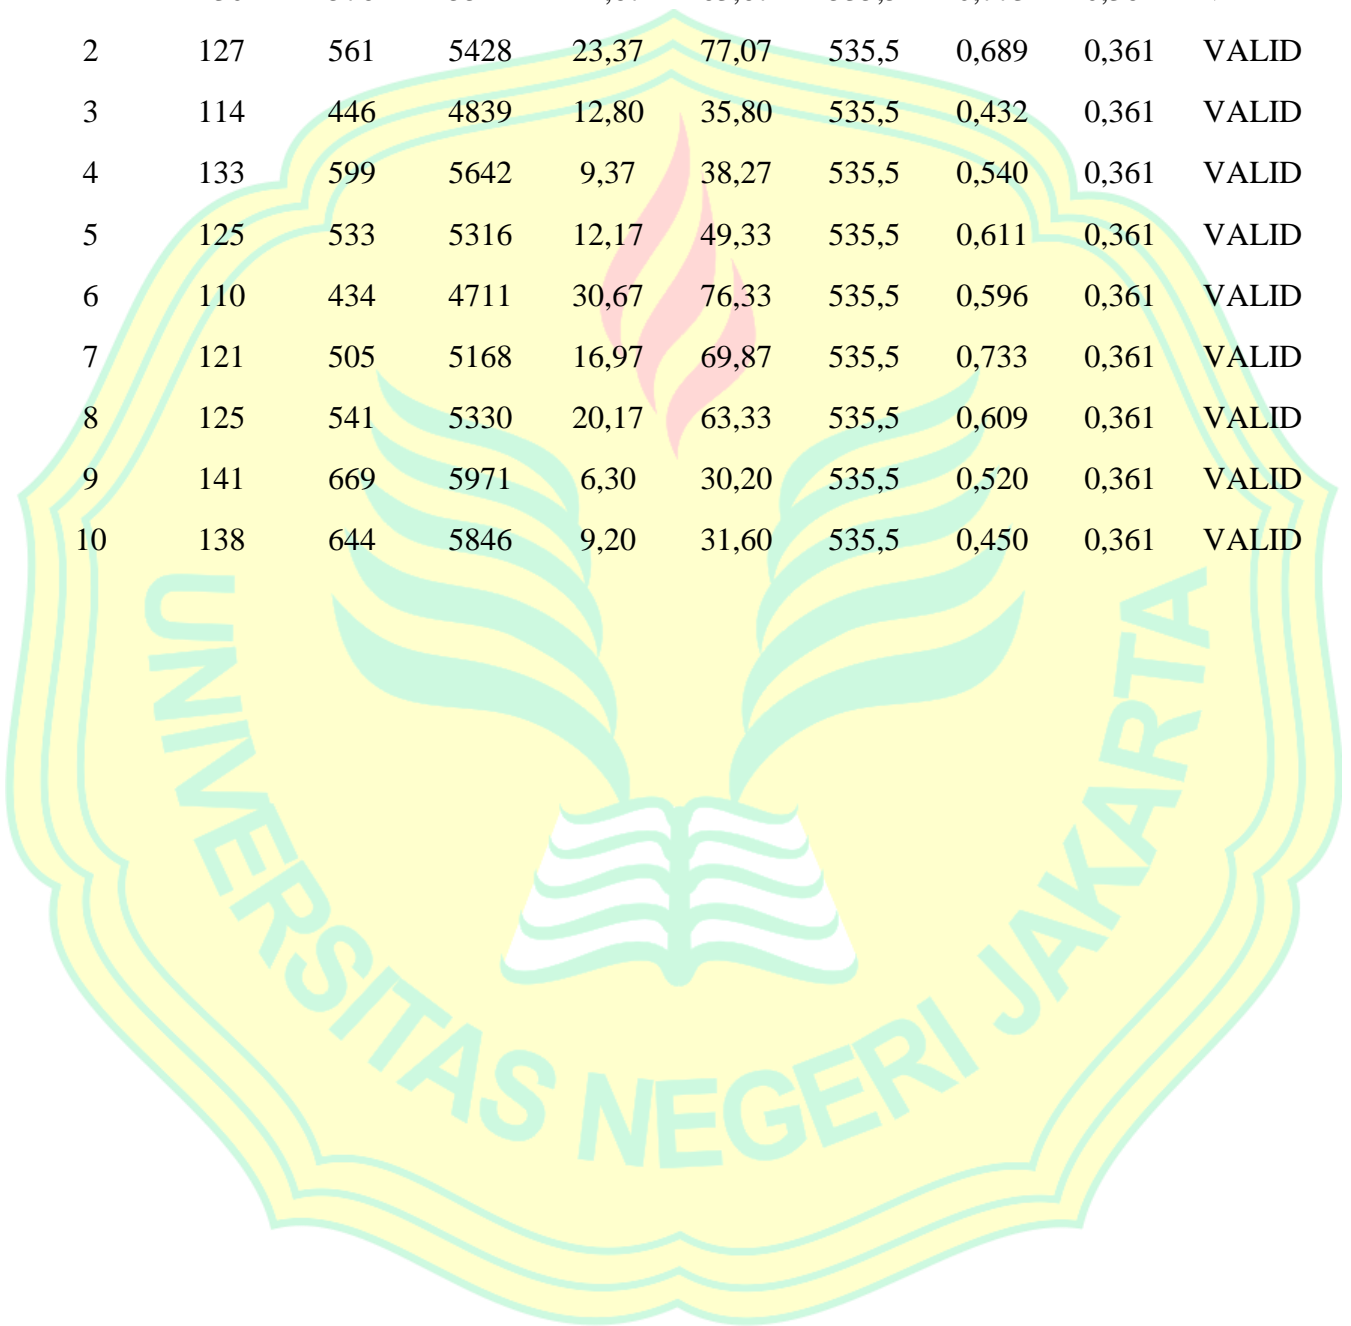 2 127 561 5428 23,37 77,07 535,5 0,689 0,361 VALID
3 114 446 4839 12,80 35,80 535,5 0,432 0,361 VALID
4 133 599 5642 9,37 38,27 535,5 0,540 0,361 VALID
5 125 533 5316 12,17 49,33 535,5 0,611 0,361 VALID
6 110 434 4711 30,67 76,33 535,5 0,596 0,361 VALID
7 121 505 5168 16,97 69,87 535,5 0,733 0,361 VALID
8 125 541 5330 20,17 63,33 535,5 0,609 0,361 VALID
9 141 669 5971 6,30 30,20 535,5 0,520 0,361 VALID
10 138 644 5846 9,20 31,60 535,5 0,450 0,361 VALID
UNIVERSITAS NEGERI JAKARTA